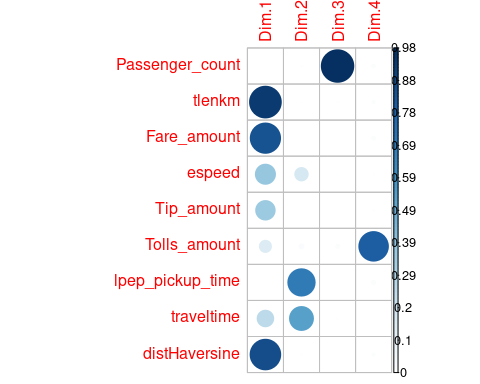 Dim.1
Dim.2
Dim.3
Dim.4
Passenger_count
tlenkm
Fare_amount
espeed
Tip_amount
Tolls_amount
lpep_pickup_time
traveltime
distHaversine
0.98
0.88
0.78
0.69
0.59
0.49
0.39
0.29
0.2
0.1
0